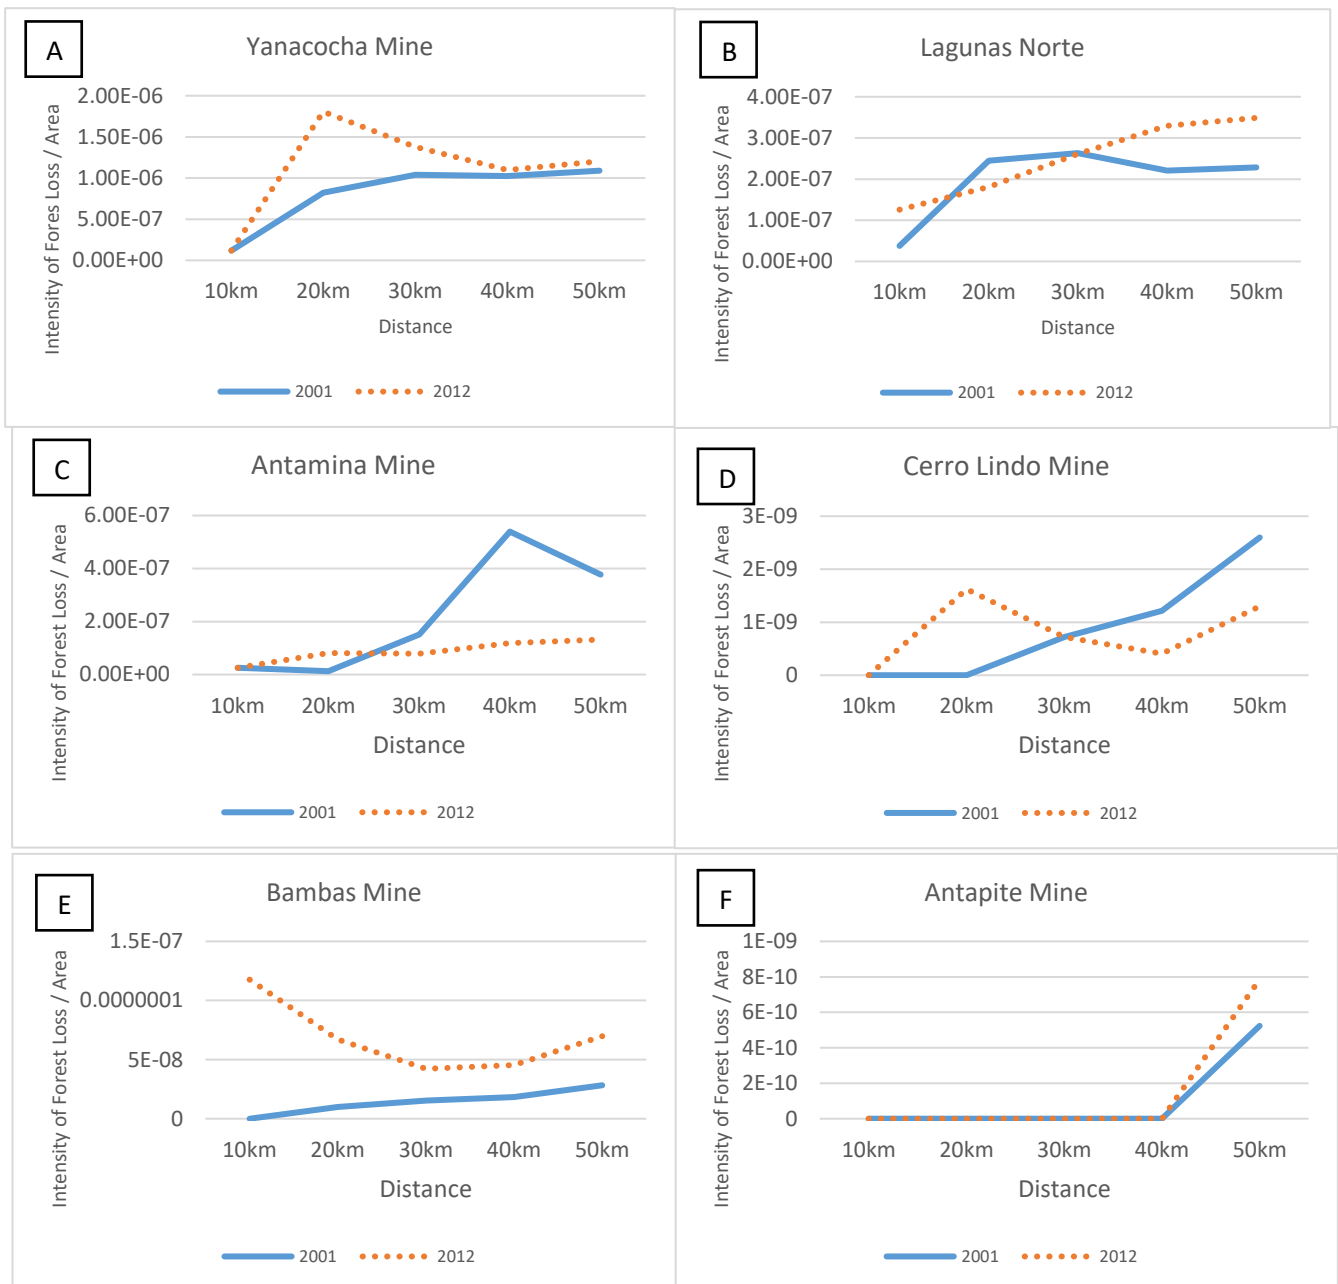 A
Yanacocha Mine
Intensity of Fores Loss / Area
2.00E-06
1.50E-06
1.00E-06
5.00E-07
0.00E+00
10km 20km 30km 40km 50km
Distance
2001 2012
B
Lagunas Norte
Intensity of Forest Loss / Area
4.00E-07
3.00E-07
2.00E-07
1.00E-07
0.00E+00
10km 20km 30km 40km 50km
Distance
2001 2012
C
Antamina Mine
Intensity of Forest Loss / Area
6.00E-07
4.00E-07
2.00E-07
0.00E+00
10km 20km 30km 40km 50km
Distance
2001 2012
D
Cerro Lindo Mine
Intensity of Forest Loss / Area
3E-09
2E-09
1E-09
0
10km 20km 30km 40km 50km
Distance
2001 2012
E
Bambas Mine
Intensity of Forest Loss / Area
1.5E-07
0.0000001
5E-08
0
10km 20km 30km 40km 50km
Distance
2001 2012
F
Antapite Mine
Intensity of Forest Loss / Area
1E-09
8E-10
6E-10
4E-10
2E-10
0
10km 20km 30km 40km 50km
Distance
2001 2012